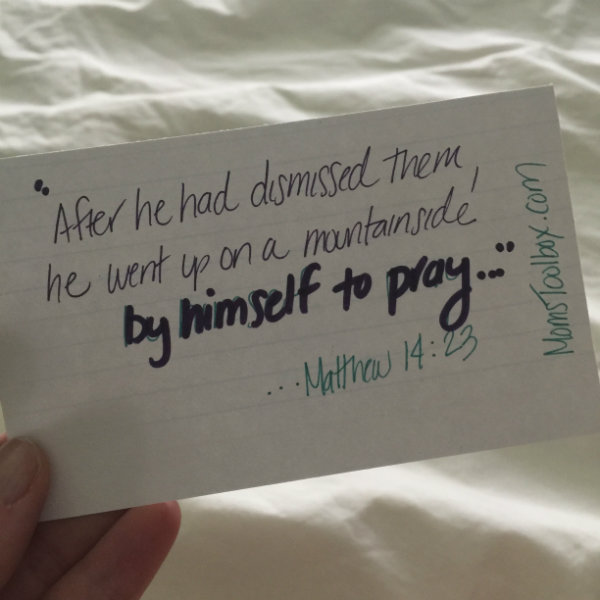 "After he had dismissed them,
he went up on a mountainside
by himself to pray..."
...Matthew 14:23
MomsToolbox.com